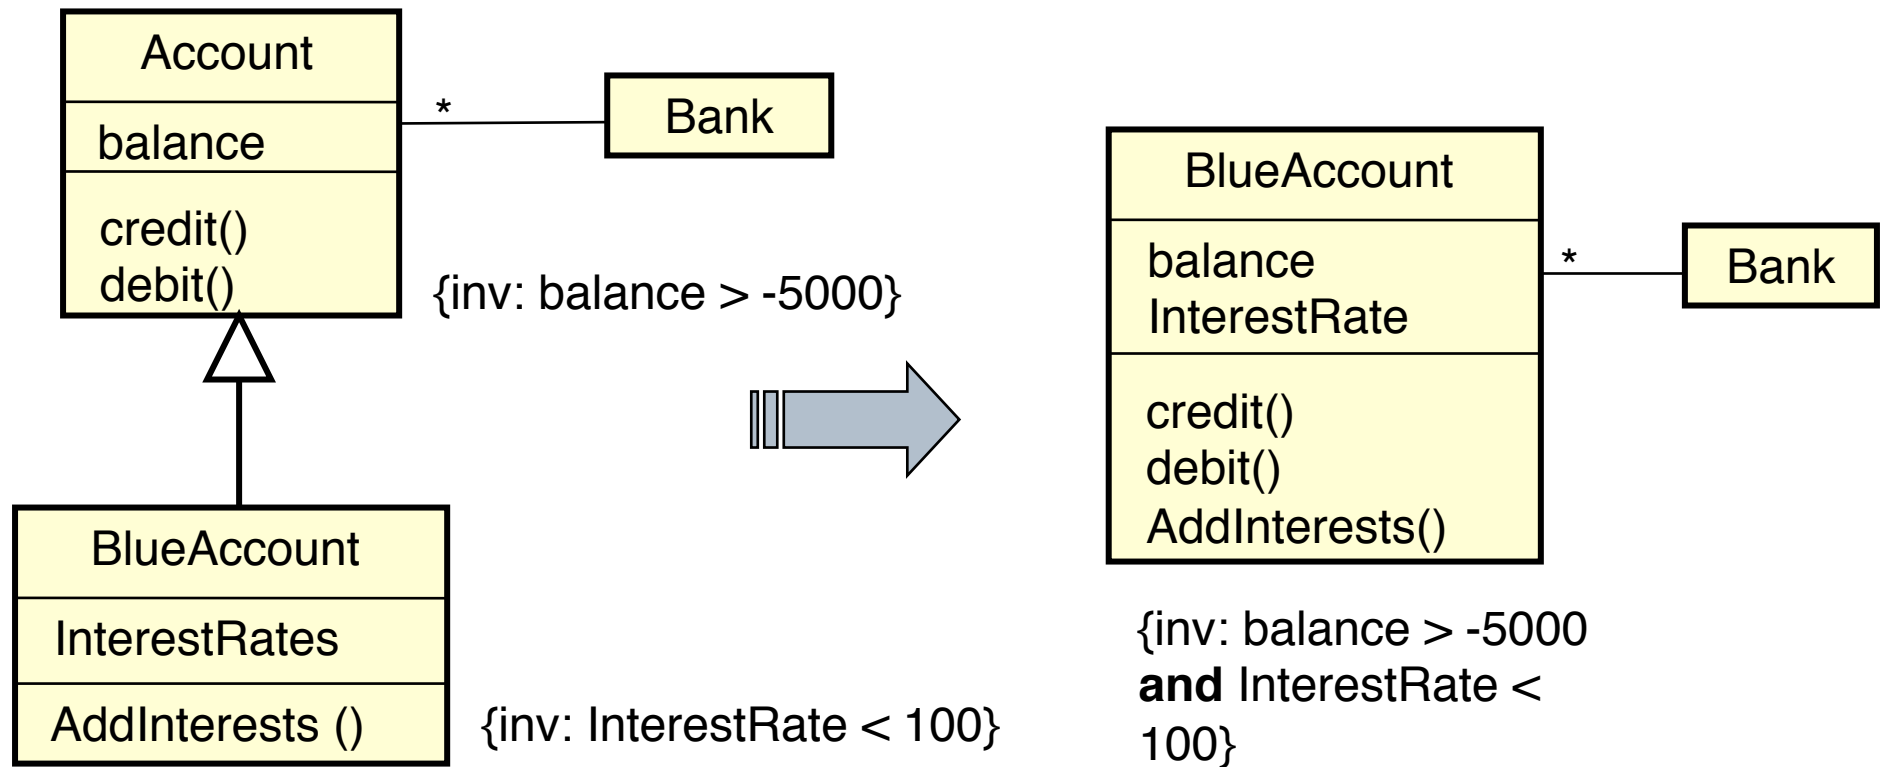 Account
balance
credit()
debit()
*
Bank
{inv: balance > -5000}
BlueAccount
InterestRates
AddInterests ()
{inv: InterestRate < 100}
BlueAccount
balance
InterestRate
credit()
debit()
AddInterests()
*
Bank
{inv: balance > -5000
and InterestRate <
100}